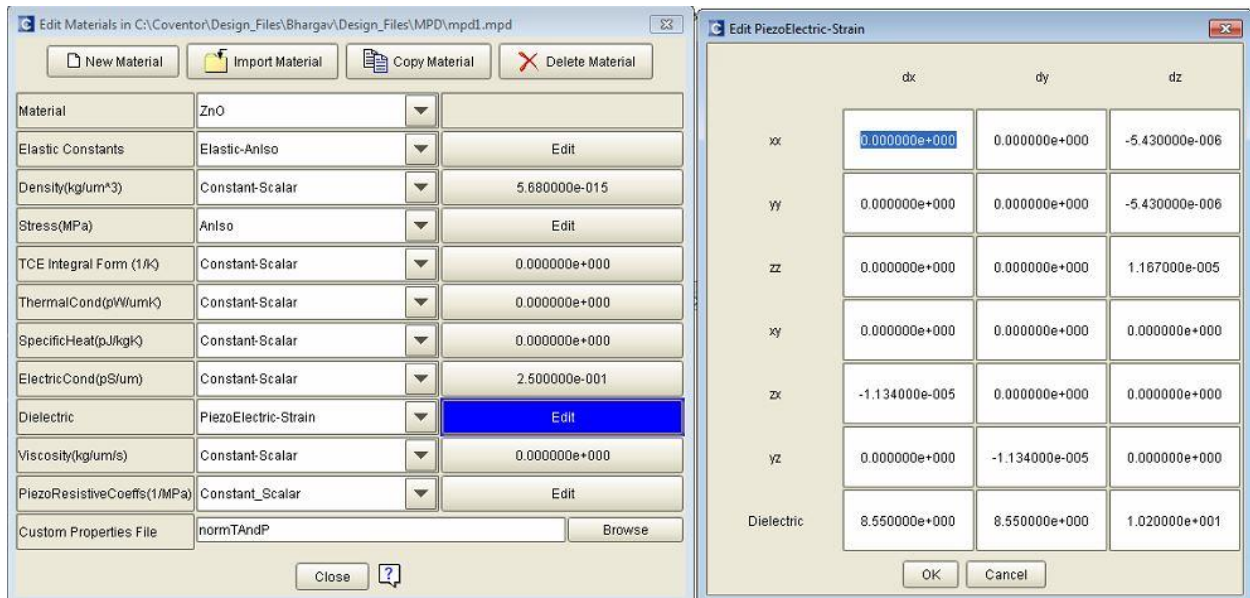 Edit Materials in C:\Coventor\Design_Files\Bhargav\Design_Files\MPD\mpd1.mpd
New Material Import Material Copy Material Delete Material
Material ZnO
Elastic Constants Elastic-AnIso Edit
Density(kg/um^3) Constant-Scalar 5.680000e-015
Stress(MPa) AnIso Edit
TCE Integral Form (1/K) Constant-Scalar 0.000000e+000
ThermalCond(pW/umK) Constant-Scalar 0.000000e+000
SpecificHeat(pJ/kgK) Constant-Scalar 0.000000e+000
ElectricCond(pS/um) Constant-Scalar 2.500000e-001
Dielectric PiezoElectric-Strain Edit
Viscosity(kg/um/s) Constant-Scalar 0.000000e+000
PiezoResistiveCoeffs(1/MPa) Constant_Scalar Edit
Custom Properties File normTAndP Browse
Close ?
Edit PiezoElectric-Strain
dx dy dz
xx 0.000000e+000 0.000000e+000 -5.430000e-006
yy 0.000000e+000 0.000000e+000 -5.430000e-006
zz 0.000000e+000 0.000000e+000 1.167000e-005
xy 0.000000e+000 0.000000e+000 0.000000e+000
zx -1.134000e-005 0.000000e+000 0.000000e+000
yz 0.000000e+000 -1.134000e-005 0.000000e+000
Dielectric 8.550000e+000 8.550000e+000 1.020000e+001
OK Cancel